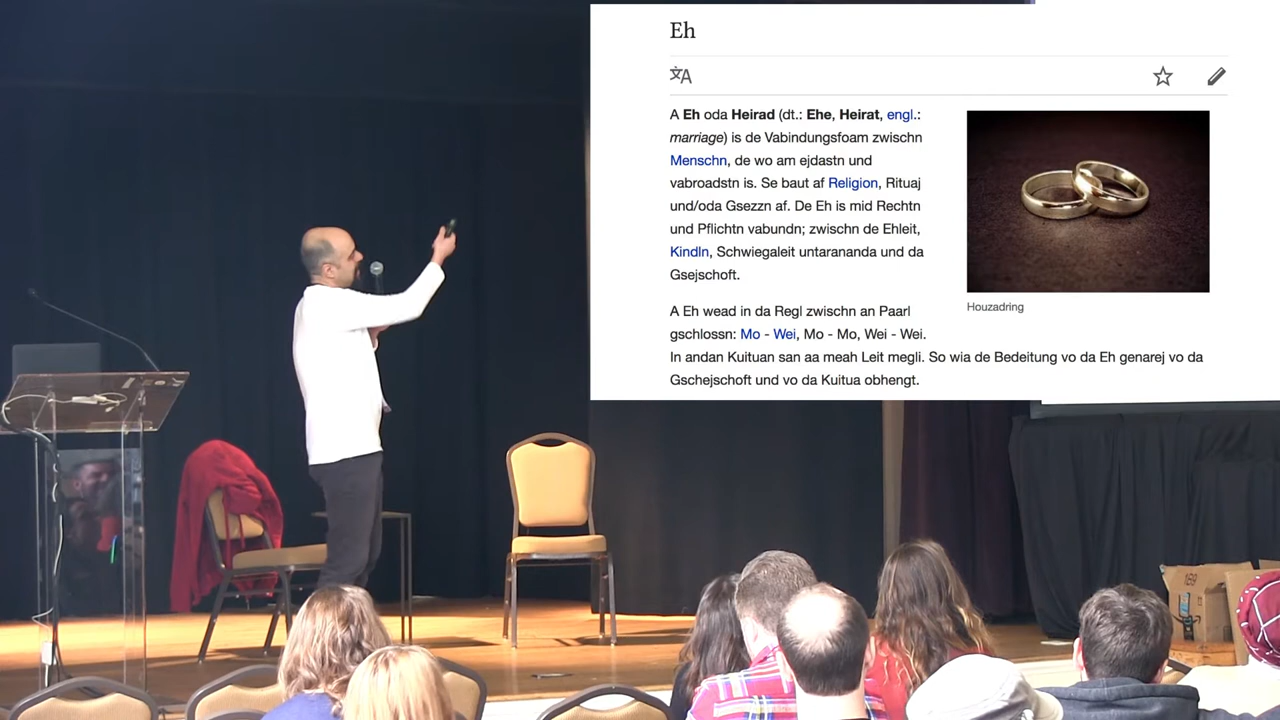 Eh
A Eh oda Heirad (dt.: Ehe, Heirat, engl.:
marriage) is de Vabindungsfoam zwischn
Menschn, de wo am ejdastn und
vabroadstn is. Se baut af Religion, Rituaj
und/oda Gsezzn af. De Eh is mid Rechtn
und Pflichtn vabundn; zwischn de Ehleit,
Kindln, Schwiegaleit untarananda und da
Gsejschoft.
Houzadring
A Eh wead in da Regl zwischn an Paarl
gschlossn: Mo - Wei, Mo - Mo, Wei - Wei.
In andan Kuituan san aa meah Leit megli. So wia de Bedeitung vo da Eh genarej vo da
Gschejschoft und vo da Kuitua obhengt.